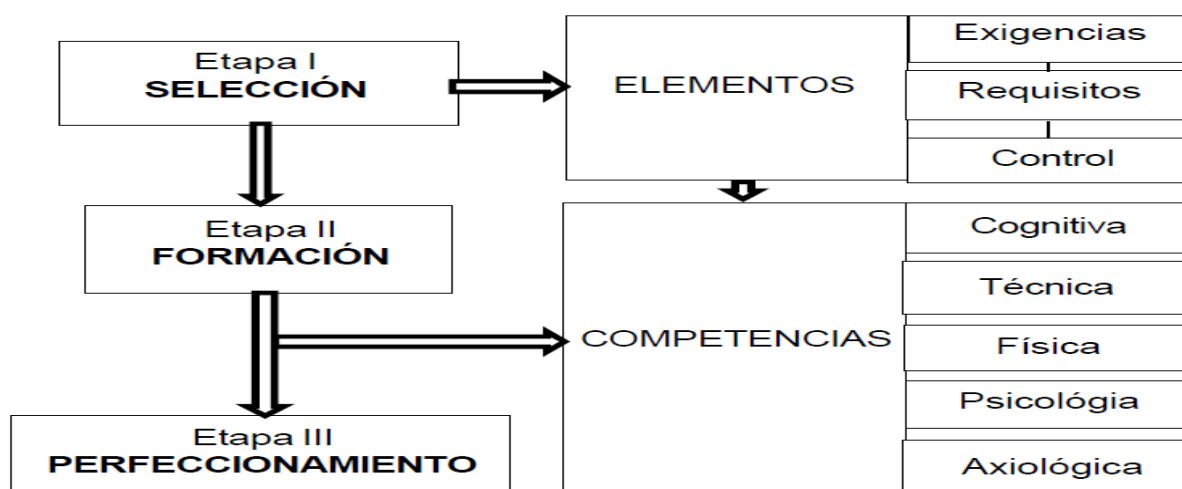 Etapa I
SELECCIÓN
ELEMENTOS
Exigencias
Requisitos
Control
Etapa II
FORMACIÓN
COMPETENCIAS
Cognitiva
Técnica
Física
Psicológia
Axiológica
Etapa III
PERFECCIONAMIENTO